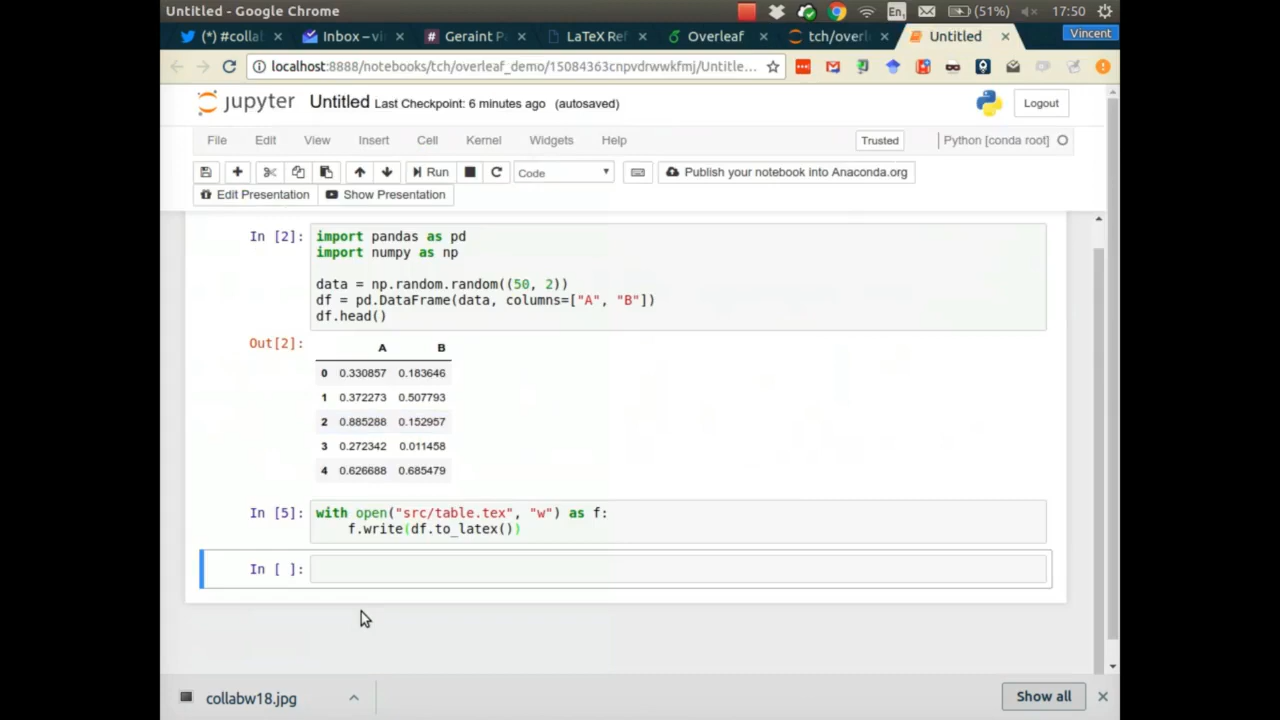 Untitled - Google Chrome
En₁
(51%)
17:50
(*) #colla
Inbox – vi
Geraint P
LaTeX Ref
Overleaf
tch/overl
Untitled
Vincent
localhost:8888/notebooks/tch/overleaf_demo/15084363cnpvdrwwkfmj/Untitle...
jupyter Untitled Last Checkpoint: 6 minutes ago (autosaved)
Logout
File Edit View Insert Cell Kernel Widgets Help
Trusted
Python [conda root]
Run
Code
Publish your notebook into Anaconda.org
Edit Presentation
Show Presentation
In [2]: import pandas as pd
import numpy as np
data = np.random.random((50, 2))
df = pd.DataFrame(data, columns=["A", "B"])
df.head()
Out[2]:
A B
0 0.330857 0.183646
1 0.372273 0.507793
2 0.885288 0.152957
3 0.272342 0.011458
4 0.626688 0.685479
In [5]: with open("src/table.tex", "w") as f:
f.write(df.to_latex())
In [ ]:
collabw18.jpg
Show all